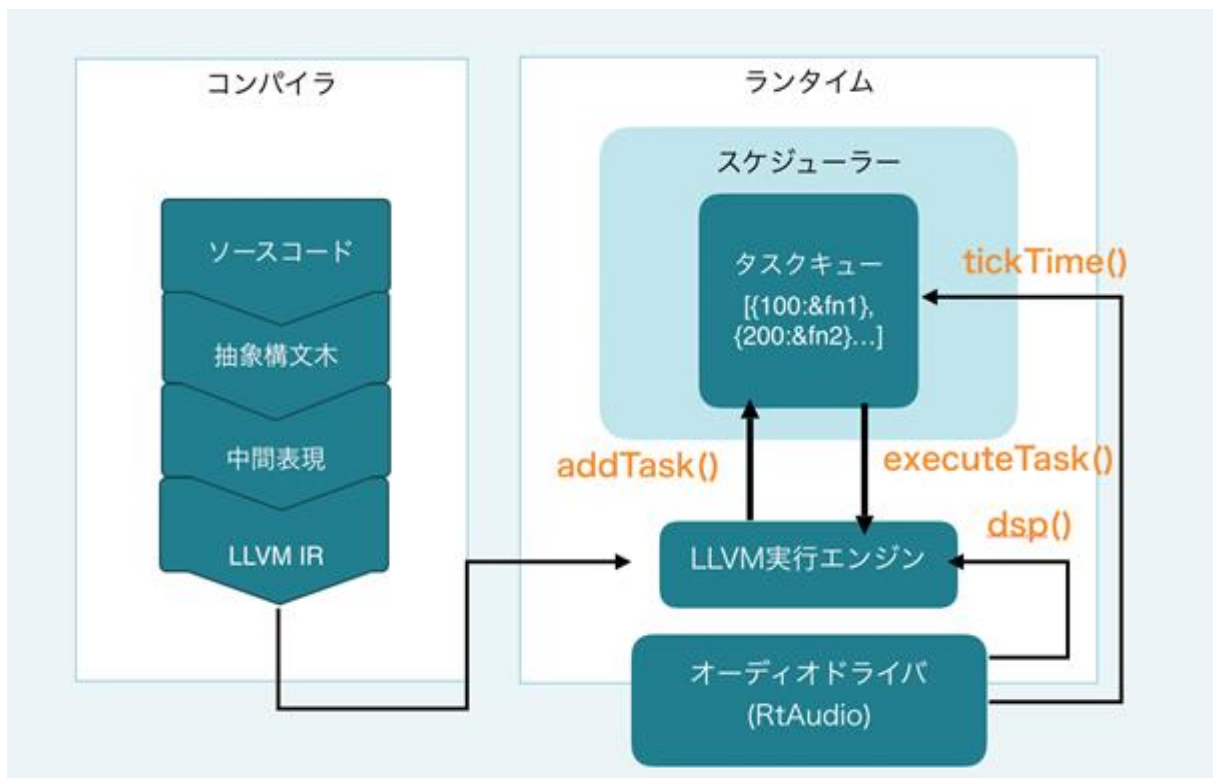 コンパイラ
ソースコード
抽象構文木
中間表現
LLVM IR
ランタイム
スケジューラー
タスクキュー
[{100:&fn1},
{200:&fn2}...]
tickTime()
addTask()
executeTask()
dsp()
LLVM実行エンジン
オーディオドライバ
(RtAudio)